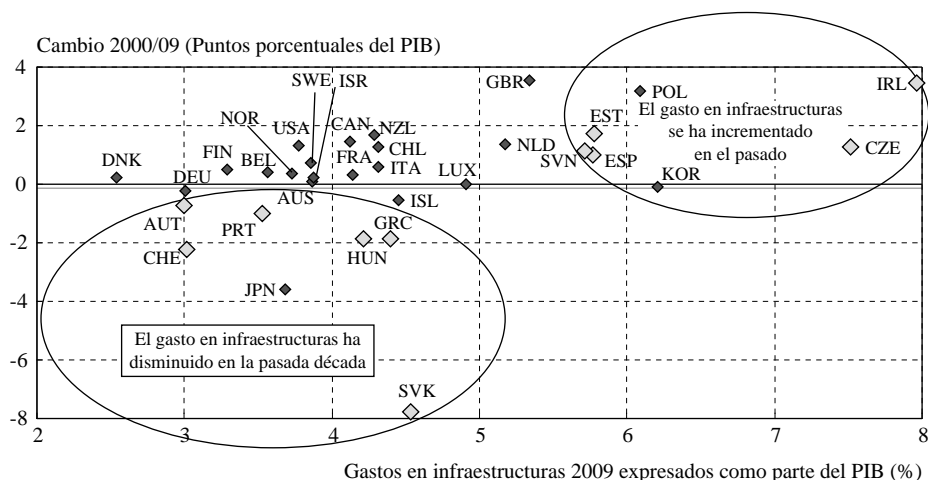 Cambio 2000/09 (Puntos porcentuales del PIB)
4
2
0
-2
-4
-6
-8
2
3
4
5
6
7
8
SWE
ISR
GBR
POL
IRL
NOR
USA
CAN
NZL
EST
El gasto en infraestructuras
se ha incrementado
en el pasado
DNK
FIN
BEL
FRA
CHL
ITA
NLD
SVN
ESP
CZE
DEU
AUS
LUX
KOR
ISL
AUT
PRT
GRC
CHE
HUN
JPN
El gasto en infraestructuras ha
disminuido en la pasada década
SVK
Gastos en infraestructuras 2009 expresados como parte del PIB (%)